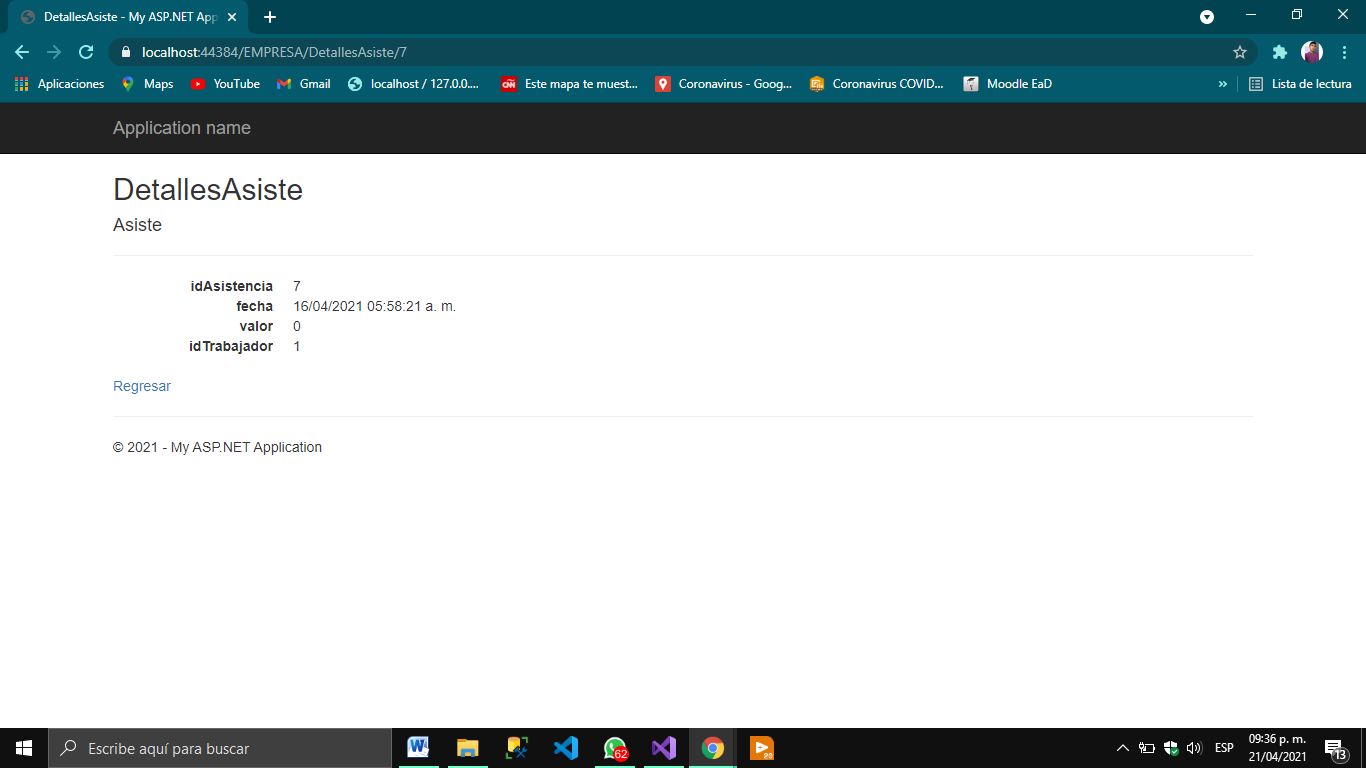 DetallesAsiste - My ASP.NET App
localhost:44384/EMPRESA/DetallesAsiste/7
Aplicaciones Maps YouTube Gmail localhost / 127.0.0.... CNN Este mapa te muest... Coronavirus - Goog... Coronavirus COVID... Moodle EaD » Lista de lectura
Application name
DetallesAsiste
Asiste
idAsistencia 7
fecha 16/04/2021 05:58:21 a. m.
valor 0
idTrabajador 1
Regresar
© 2021 - My ASP.NET Application
Escribe aquí para buscar
62
ESP
09:36 p. m.
21/04/2021
13